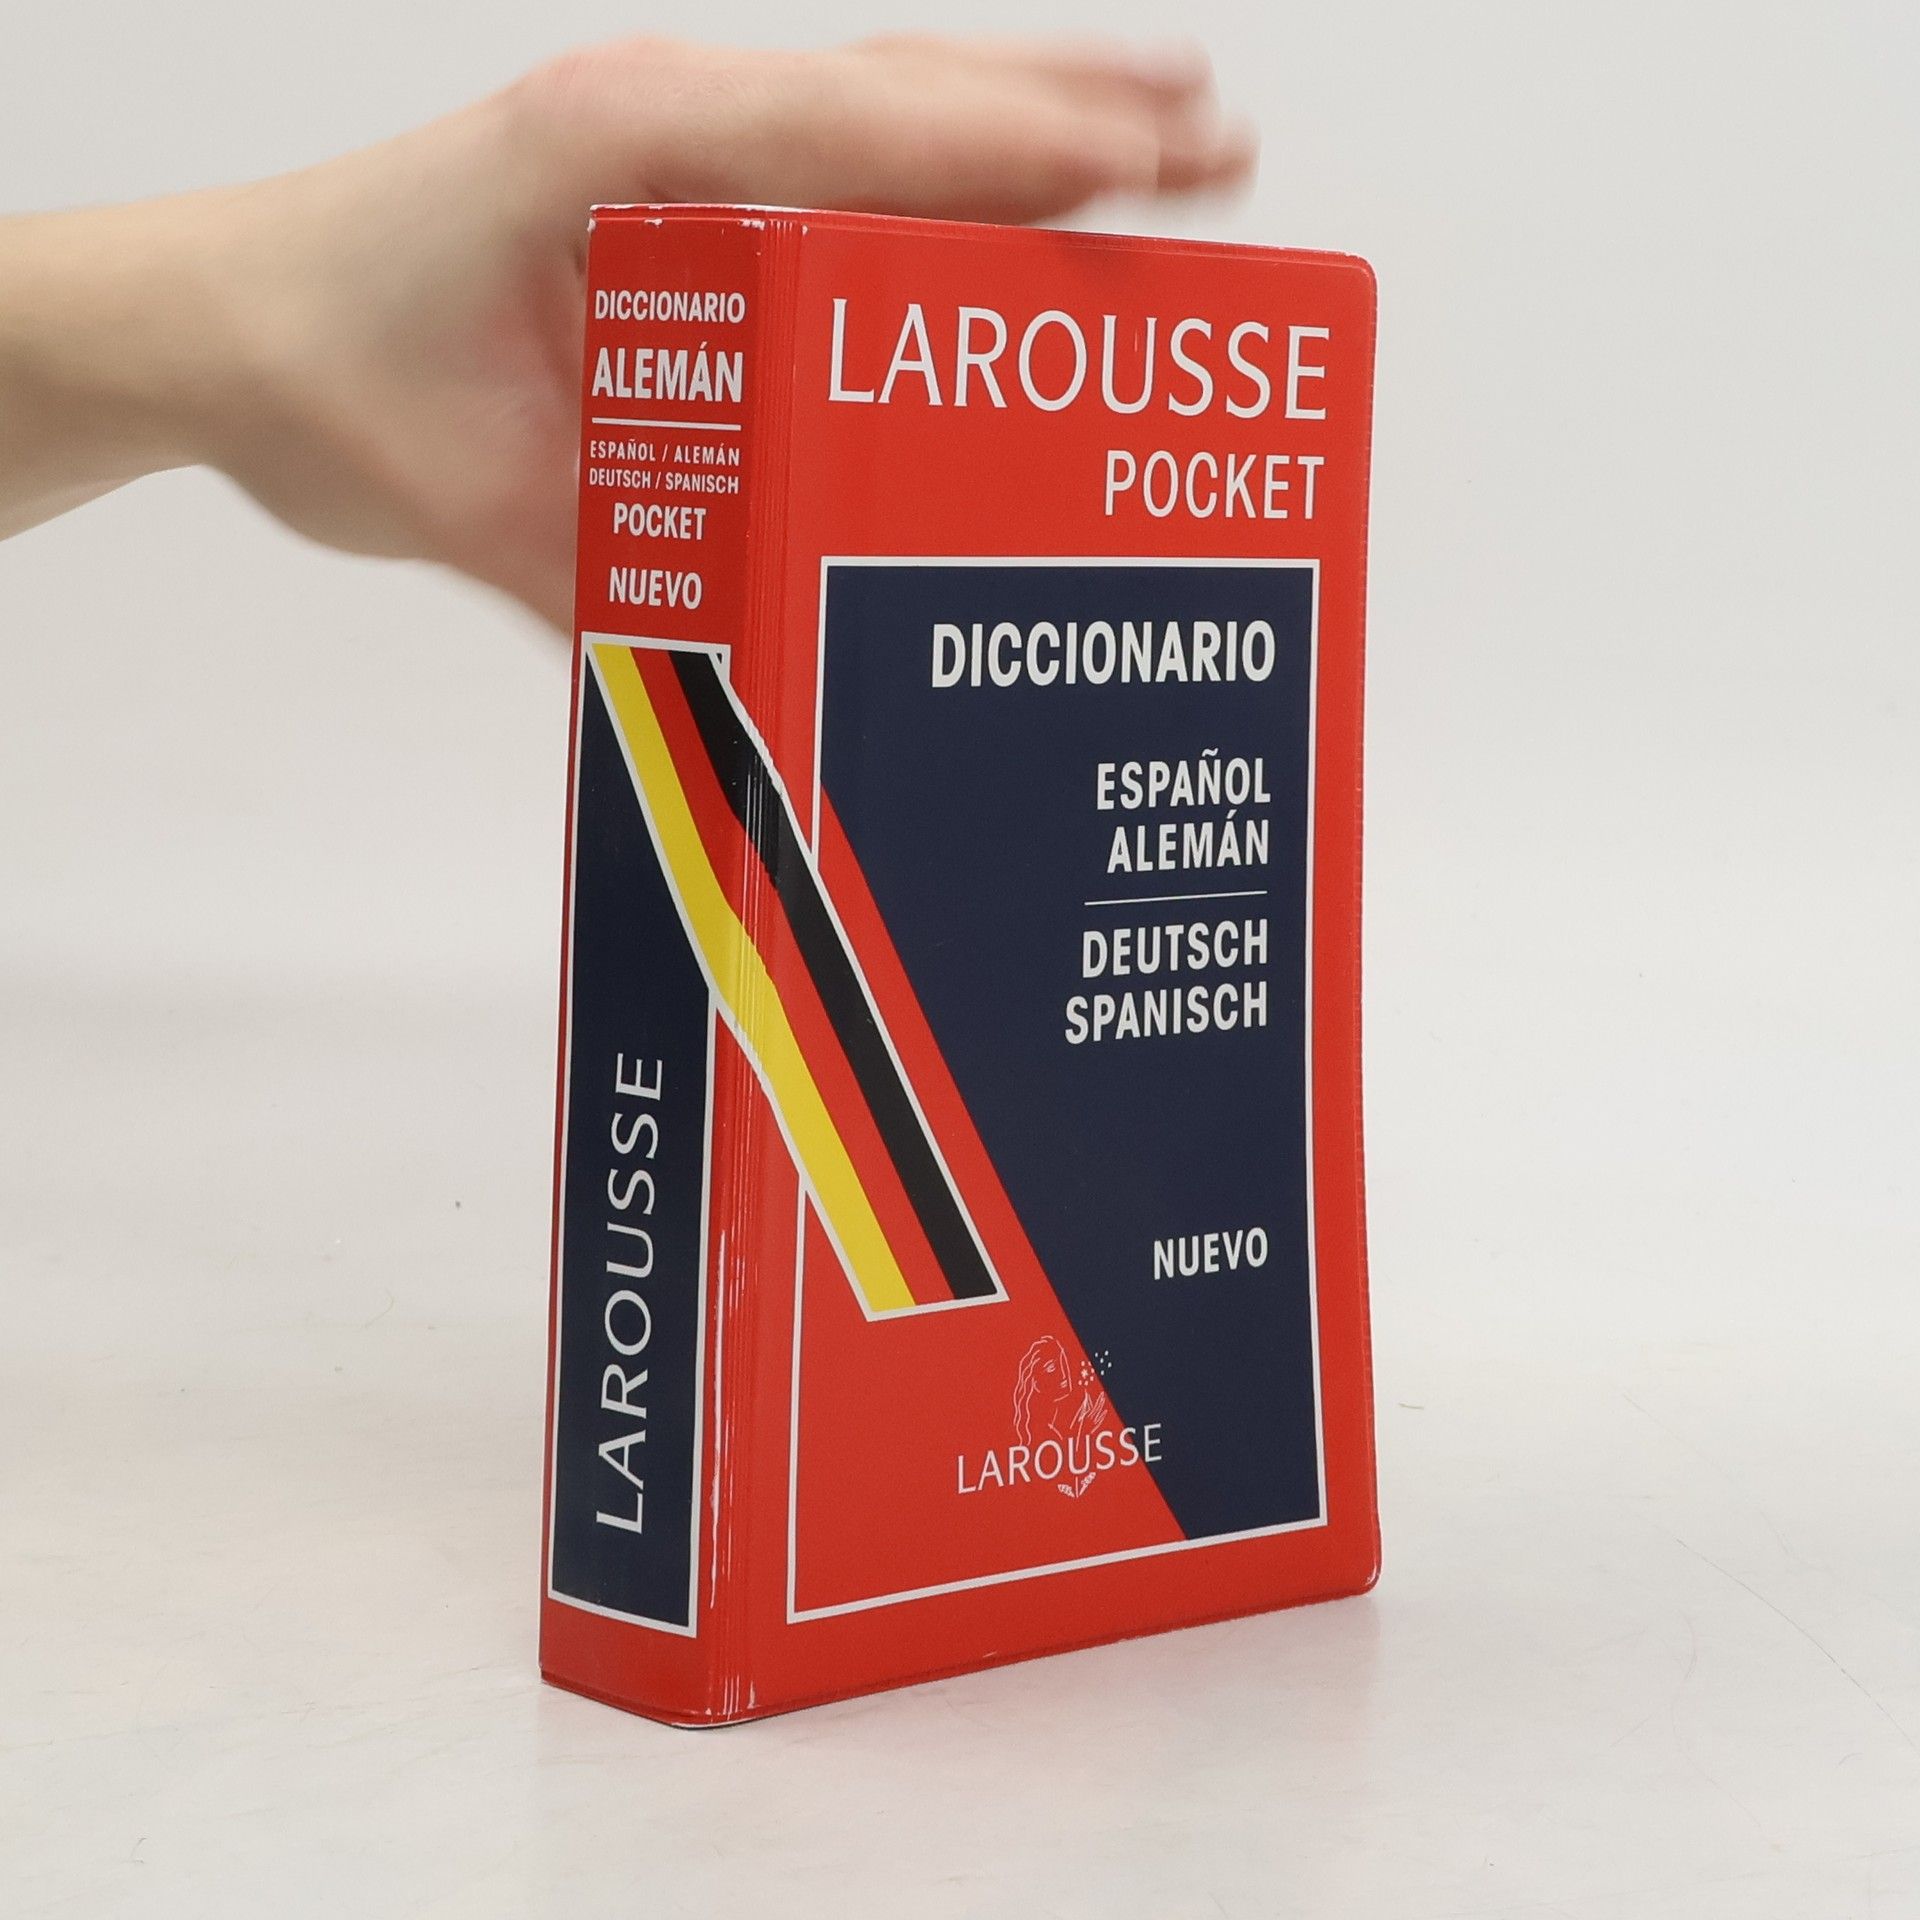 DICCIONARIO
ALEMÁN
ESPAÑOL / ALEMÁN
DEUTSCH / SPANISCH
POCKET
NUEVO
LAROUSSE
LAROUSSE
POCKET
DICCIONARIO
ESPAÑOL
ALEMÁN
DEUTSCH
SPANISCH
NUEVO
LAROUSSE